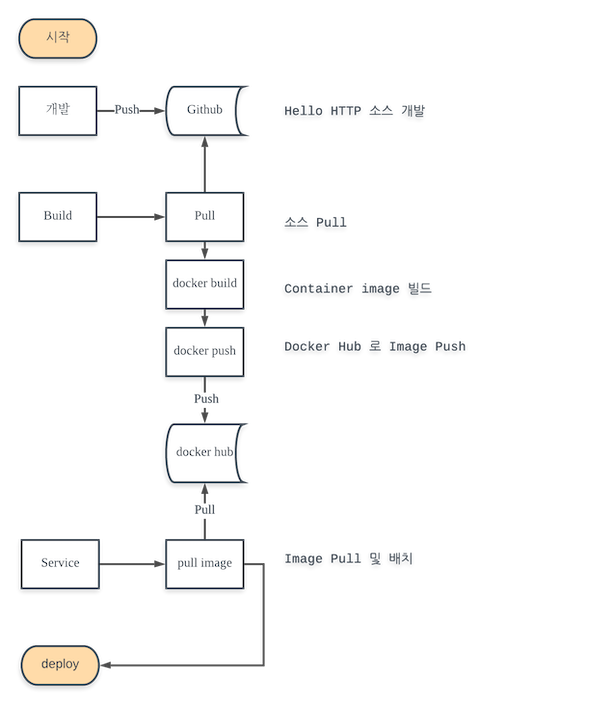 시작
개발
Push
Github
Hello HTTP 소스 개발
Build
Pull
소스 Pull
docker build
Container image 빌드
docker push
Docker Hub 로 Image Push
Push
docker hub
Pull
Service
pull image
Image Pull 및 배치
deploy